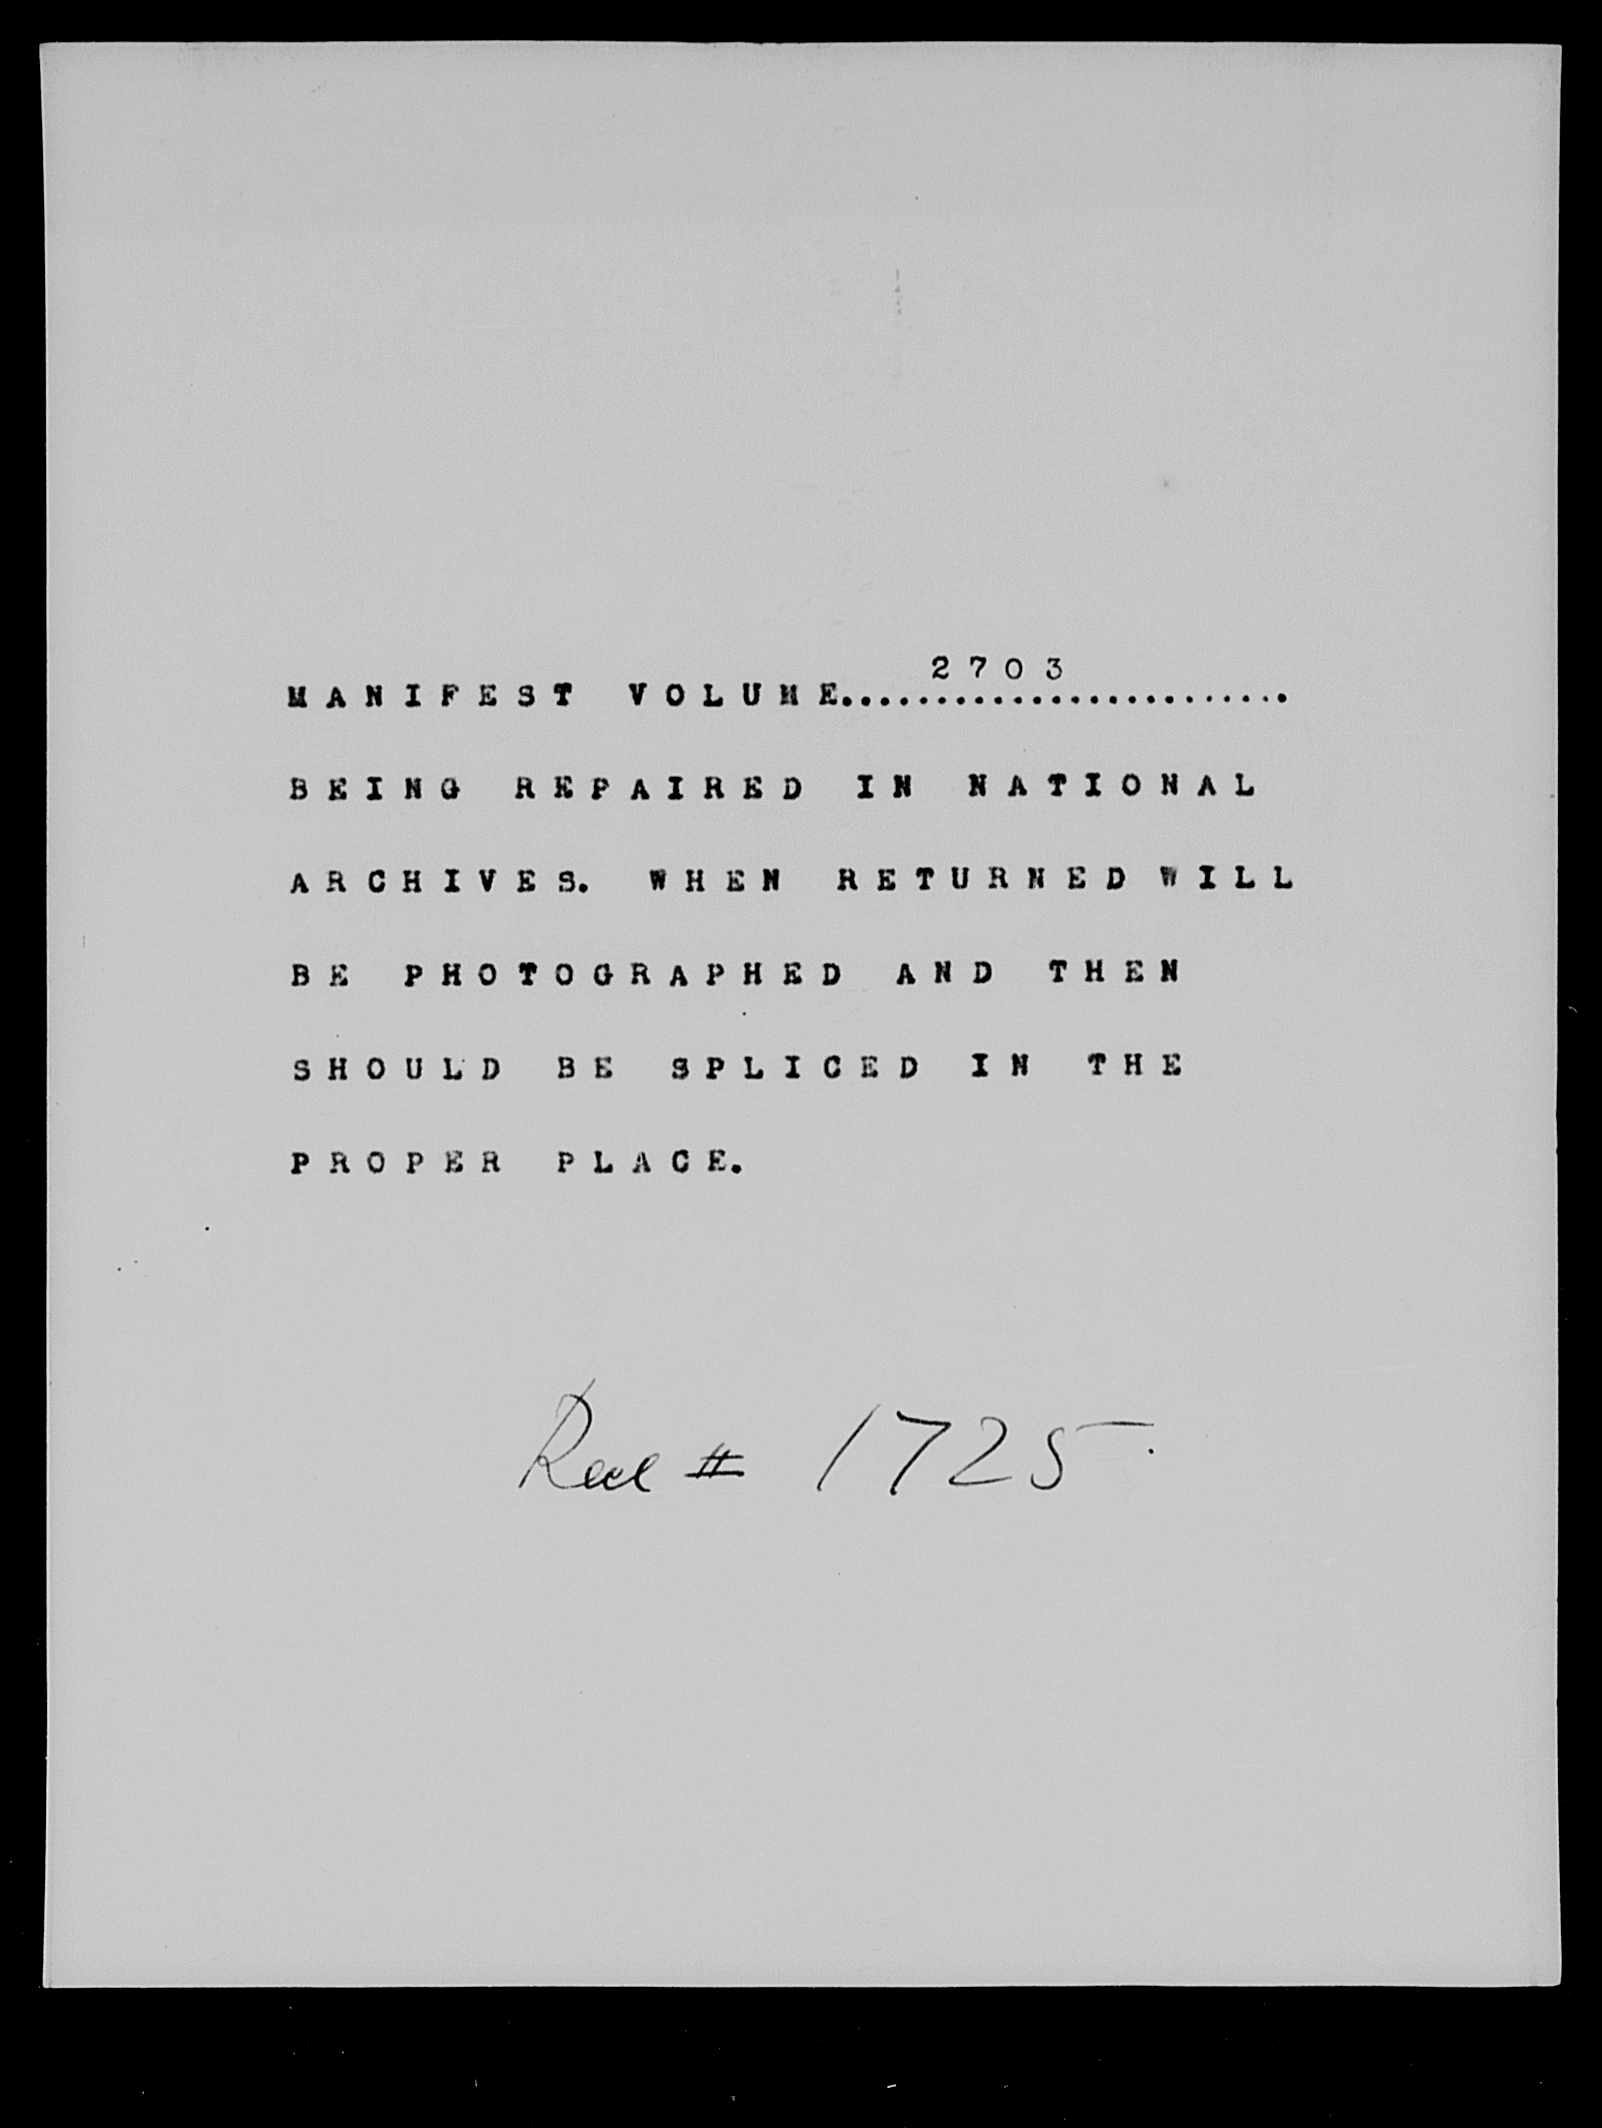 MANIFEST VOLUME....2703....................
BEING REPAIRED IN NATIONAL
ARCHIVES. WHEN RETURNED WILL
BE PHOTOGRAPHED AND THEN
SHOULD BE SPLICED IN THE
PROPER PLACE.
Reel # 1725